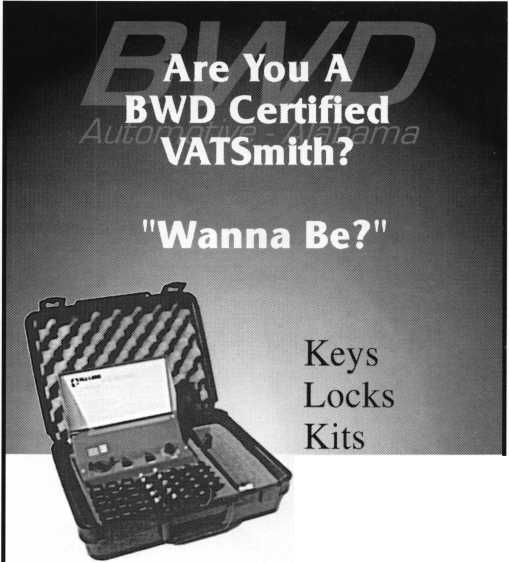 BWD
Automotive - Alabama
Are You A
BWD Certified
VATSmith?
"Wanna Be?"
Keys
Locks
Kits